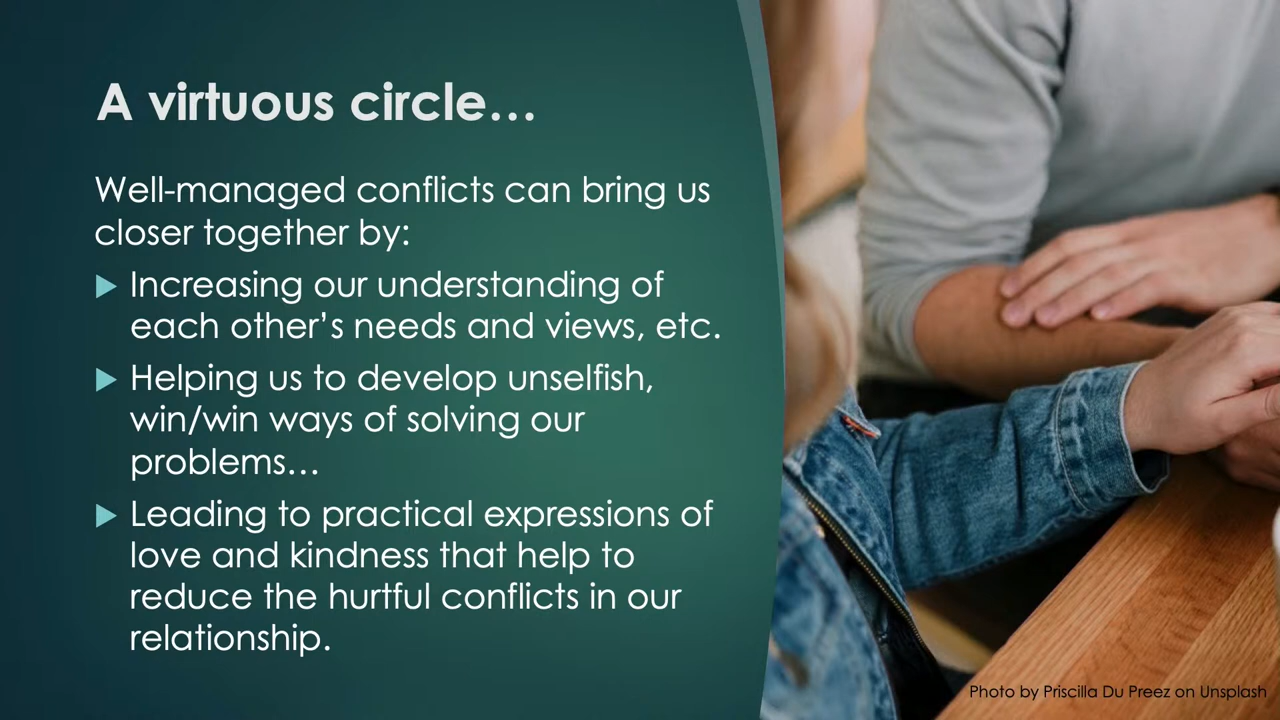 A virtuous circle…
Well-managed conflicts can bring us
closer together by:
Increasing our understanding of
each other’s needs and views, etc.
Helping us to develop unselfish,
win/win ways of solving our
problems…
Leading to practical expressions of
love and kindness that help to
reduce the hurtful conflicts in our
relationship.
Photo by Priscilla Du Preez on Unsplash